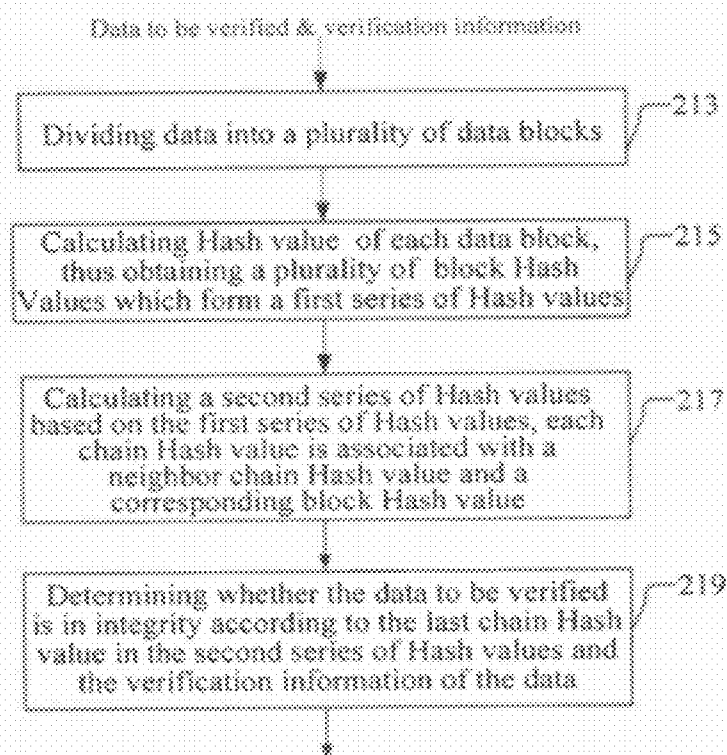 Data to be verified & verification information
Dividing data into a plurality of data blocks
213
Calculating Hash value of each data block,
thus obtaining a plurality of block Hash
Values which form a first series of Hash values
215
Calculating a second series of Hash values
based on the first series of Hash values, each
chain Hash value is associated with a
neighbor chain Hash value and a
corresponding block Hash value
217
Determining whether the data to be verified
is in integrity according to the last chain Hash
value in the second series of Hash values and
the verification information of the data
219